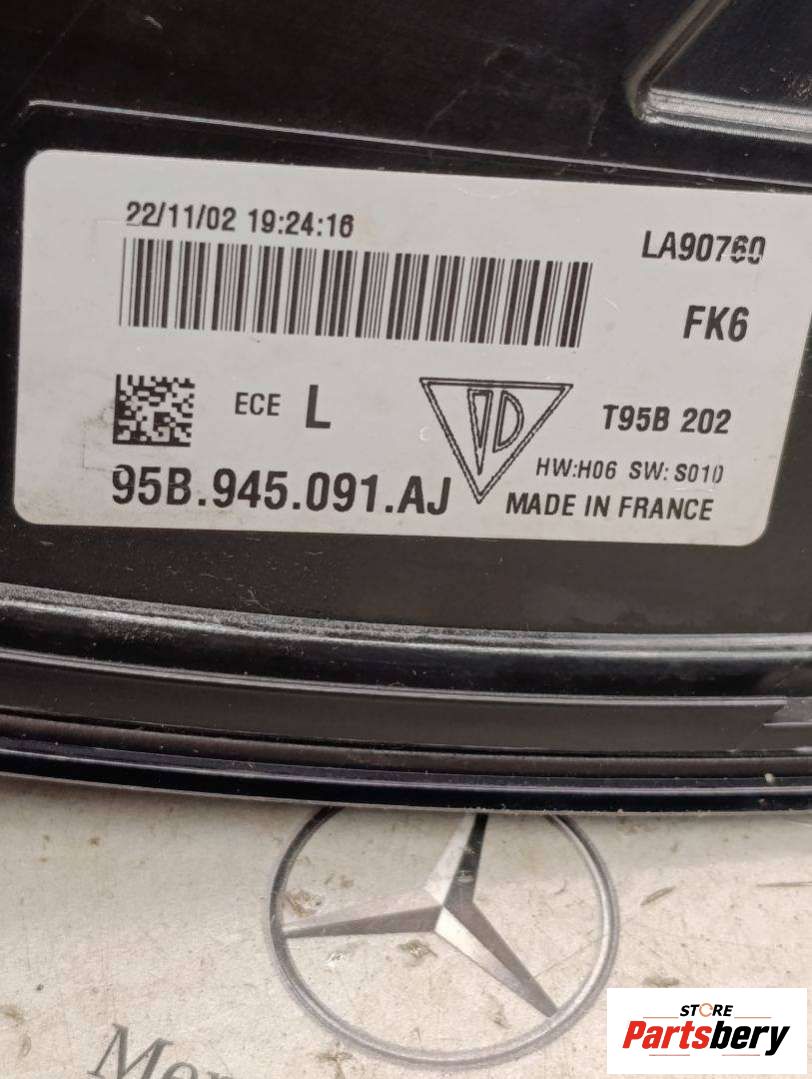 22/11/02 19:24:16
LA90760
FK6
ECE L
T95B 202
HW:H06 SW: S010
95B.945.091.AJ
MADE IN FRANCE
STORE
Partsbery